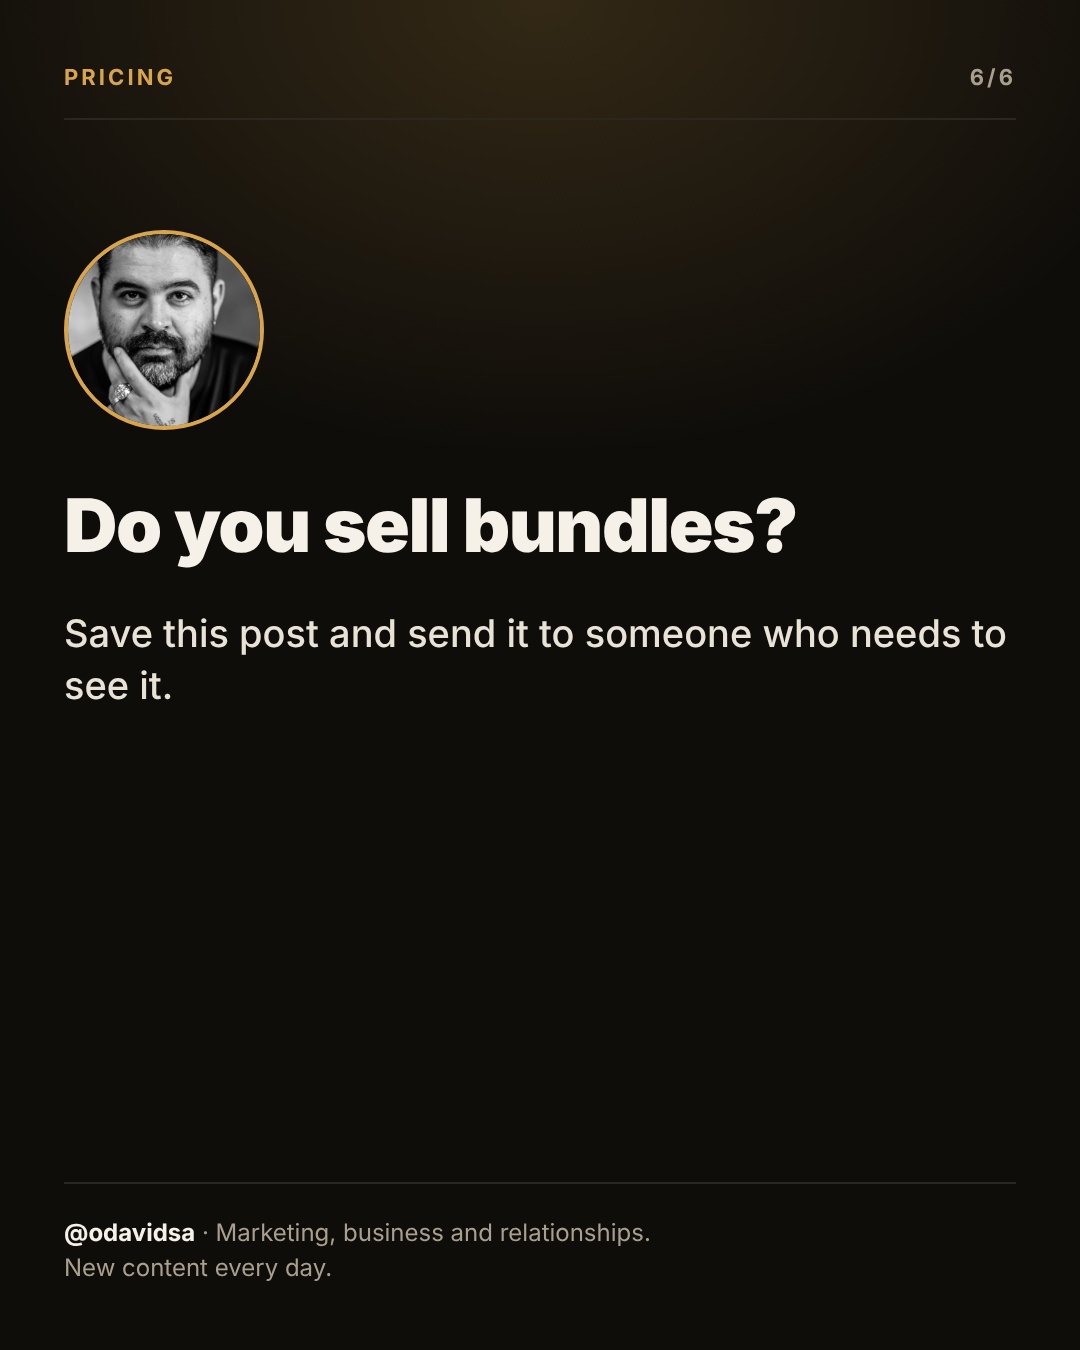 PRICING
6/6
Do you sell bundles?
Save this post and send it to someone who needs to
see it.
@odavidsa · Marketing, business and relationships.
New content every day.